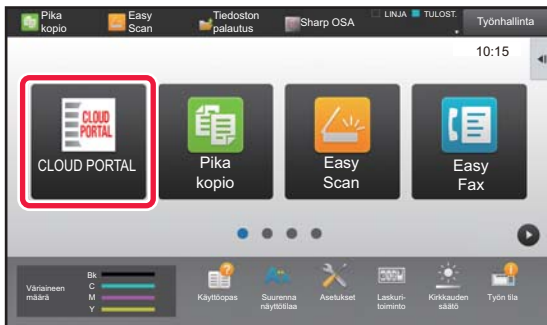 Pika
kopio
Easy
Scan
Tiedoston
palautus
Sharp OSA
LINJA
TULOST.
Työnhallinta
10:15
CLOUD
PORTAL
CLOUD PORTAL
Pika
kopio
Easy
Scan
Easy
Fax
Väriaineen
määrä
Bk
C
M
Y
Käyttöopas
Suurenna
näyttötilaa
Asetukset
Laskuri-
toiminto
Kirkkauden
säätö
Työn tila